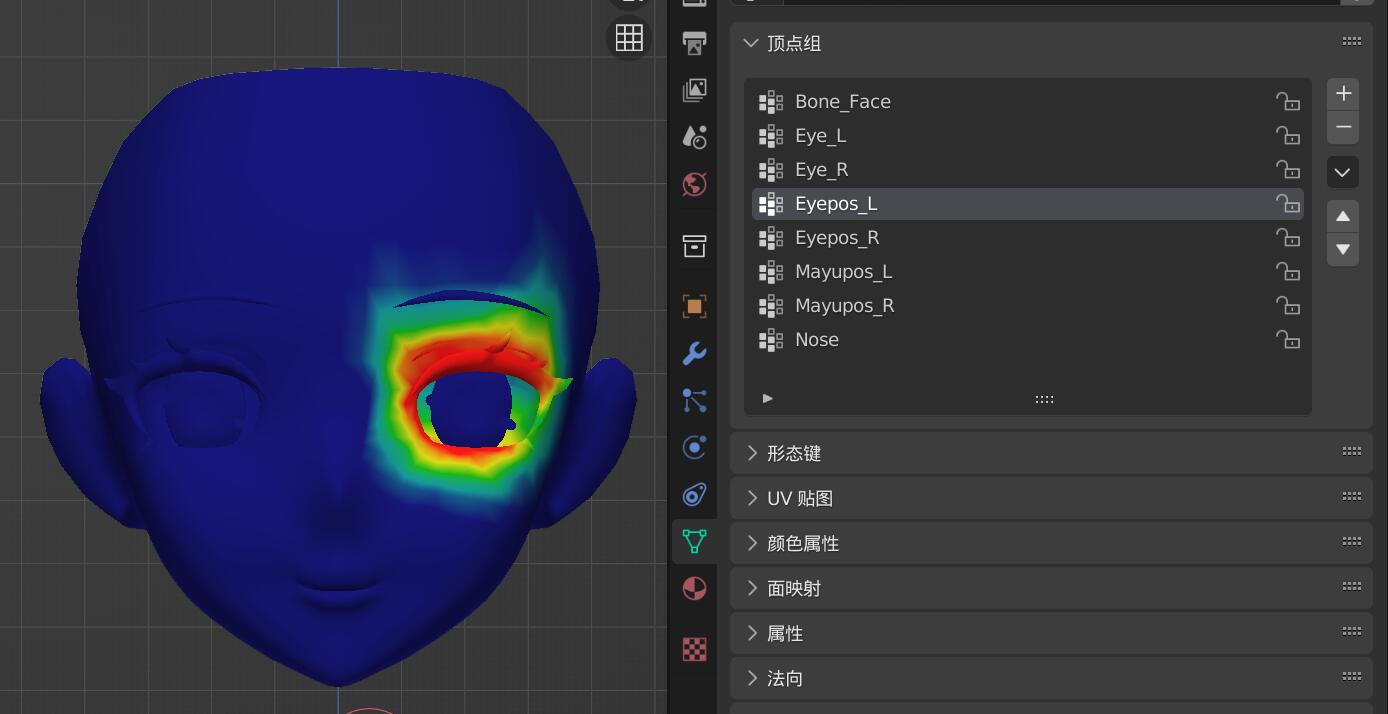 顶点组
Bone_Face
Eye_L
Eye_R
Eyepos_L
Eyepos_R
Mayupos_L
Mayupos_R
Nose
形态键
UV 贴图
颜色属性
面映射
属性
法向